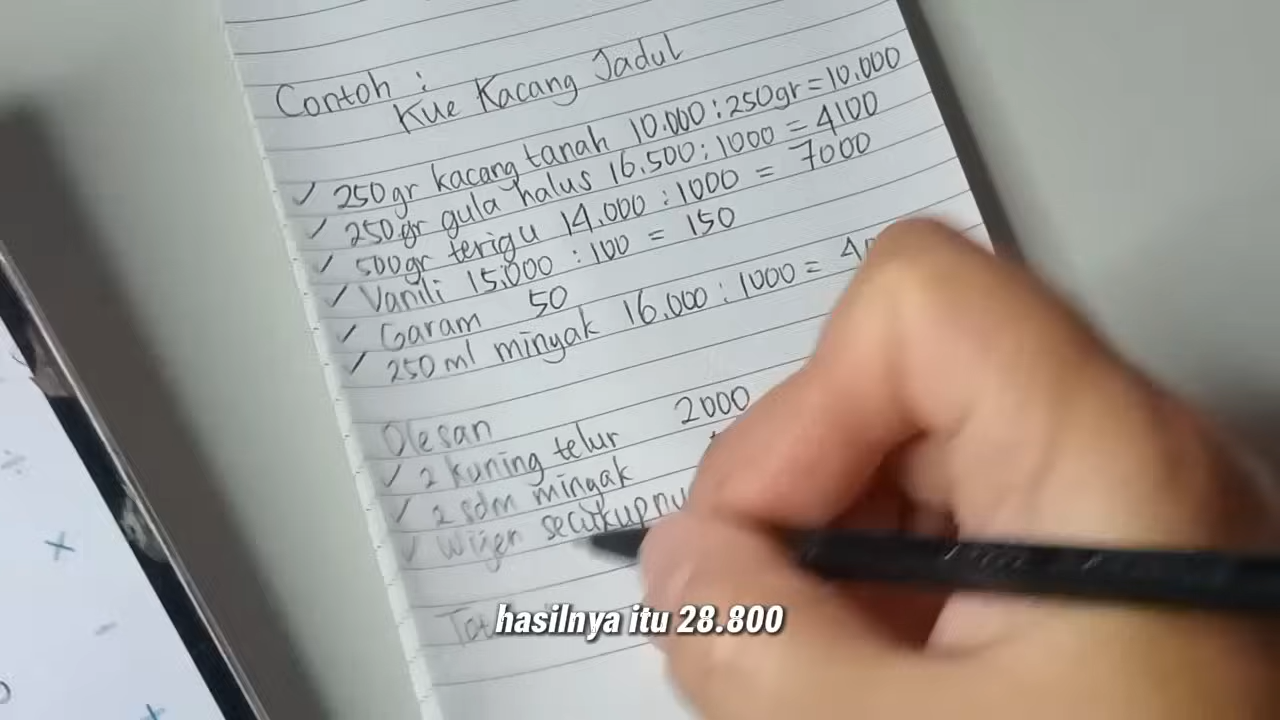 Contoh :
Kue Kacang Jadul
✓ 250gr kacang tanah 10.000 : 250gr = 10.000
✓ 250gr gula halus 16.500 : 1000 = 4100
✓ 500gr terigu 14.000 : 1000 = 7000
✓ Vanili 15.000 : 100 = 150
✓ Garam 50
✓ 250 ml minyak 16.000 : 1000 =
Olesan
✓ 2 kuning telur 2000
✓ 2 sdm minyak
✓ Wijen
hasilnya itu 28.800